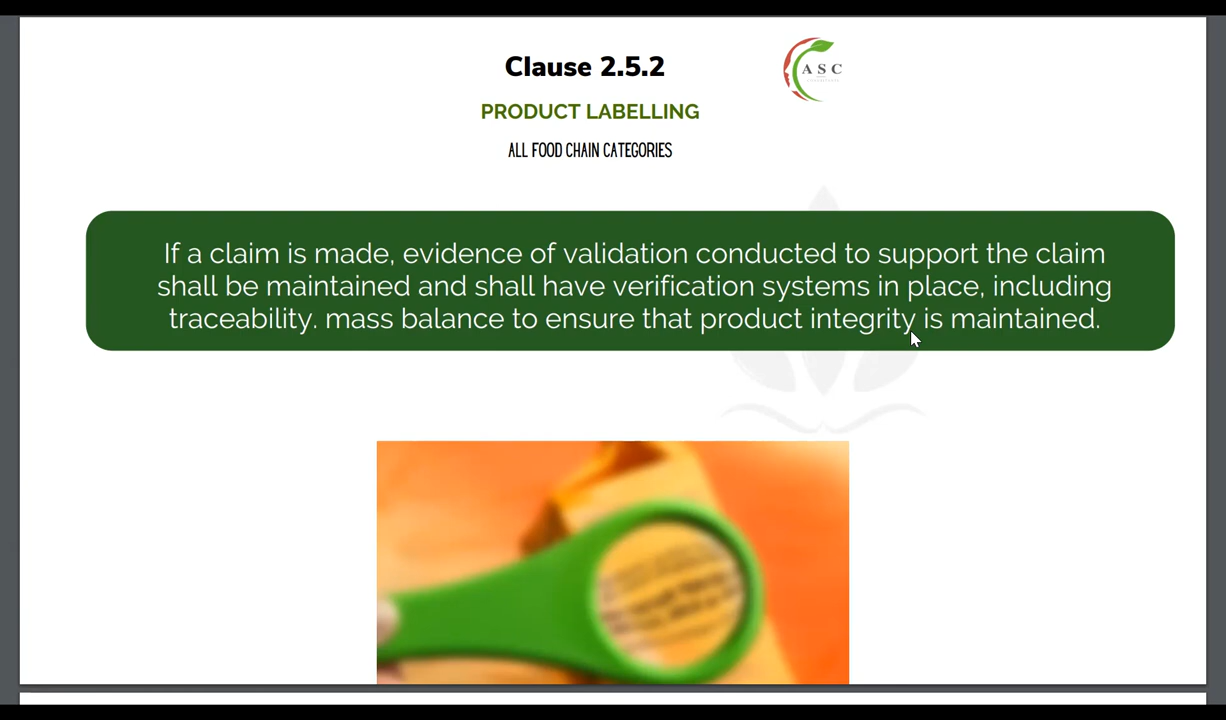 Clause 2.5.2
ASC
PRODUCT LABELLING
ALL FOOD CHAIN CATEGORIES
If a claim is made, evidence of validation conducted to support the claim
shall be maintained and shall have verification systems in place, including
traceability. mass balance to ensure that product integrity is maintained.